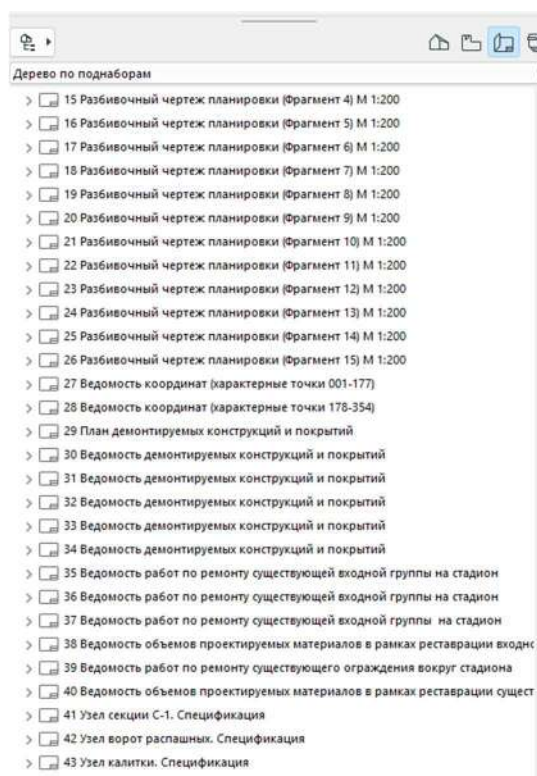 Дерево по поднаборам
15 Разбивочный чертеж планировки (Фрагмент 4) М 1:200
16 Разбивочный чертеж планировки (Фрагмент 5) М 1:200
17 Разбивочный чертеж планировки (Фрагмент 6) М 1:200
18 Разбивочный чертеж планировки (Фрагмент 7) М 1:200
19 Разбивочный чертеж планировки (Фрагмент 8) М 1:200
20 Разбивочный чертеж планировки (Фрагмент 9) М 1:200
21 Разбивочный чертеж планировки (Фрагмент 10) М 1:200
22 Разбивочный чертеж планировки (Фрагмент 11) М 1:200
23 Разбивочный чертеж планировки (Фрагмент 12) М 1:200
24 Разбивочный чертеж планировки (Фрагмент 13) М 1:200
25 Разбивочный чертеж планировки (Фрагмент 14) М 1:200
26 Разбивочный чертеж планировки (Фрагмент 15) М 1:200
27 Ведомость координат (характерные точки 001-177)
28 Ведомость координат (характерные точки 178-354)
29 План демонтируемых конструкций и покрытий
30 Ведомость демонтируемых конструкций и покрытий
31 Ведомость демонтируемых конструкций и покрытий
32 Ведомость демонтируемых конструкций и покрытий
33 Ведомость демонтируемых конструкций и покрытий
34 Ведомость демонтируемых конструкций и покрытий
35 Ведомость работ по ремонту существующей входной группы на стадион
36 Ведомость работ по ремонту существующей входной группы на стадион
37 Ведомость работ по ремонту существующей входной группы на стадион
38 Ведомость объемов проектируемых материалов в рамках реставрации входно
39 Ведомость работ по ремонту существующего ограждения вокруг стадиона
40 Ведомость объемов проектируемых материалов в рамках реставрации сущест
41 Узел секции С-1. Спецификация
42 Узел ворот распашных. Спецификация
43 Узел калитки. Спецификация